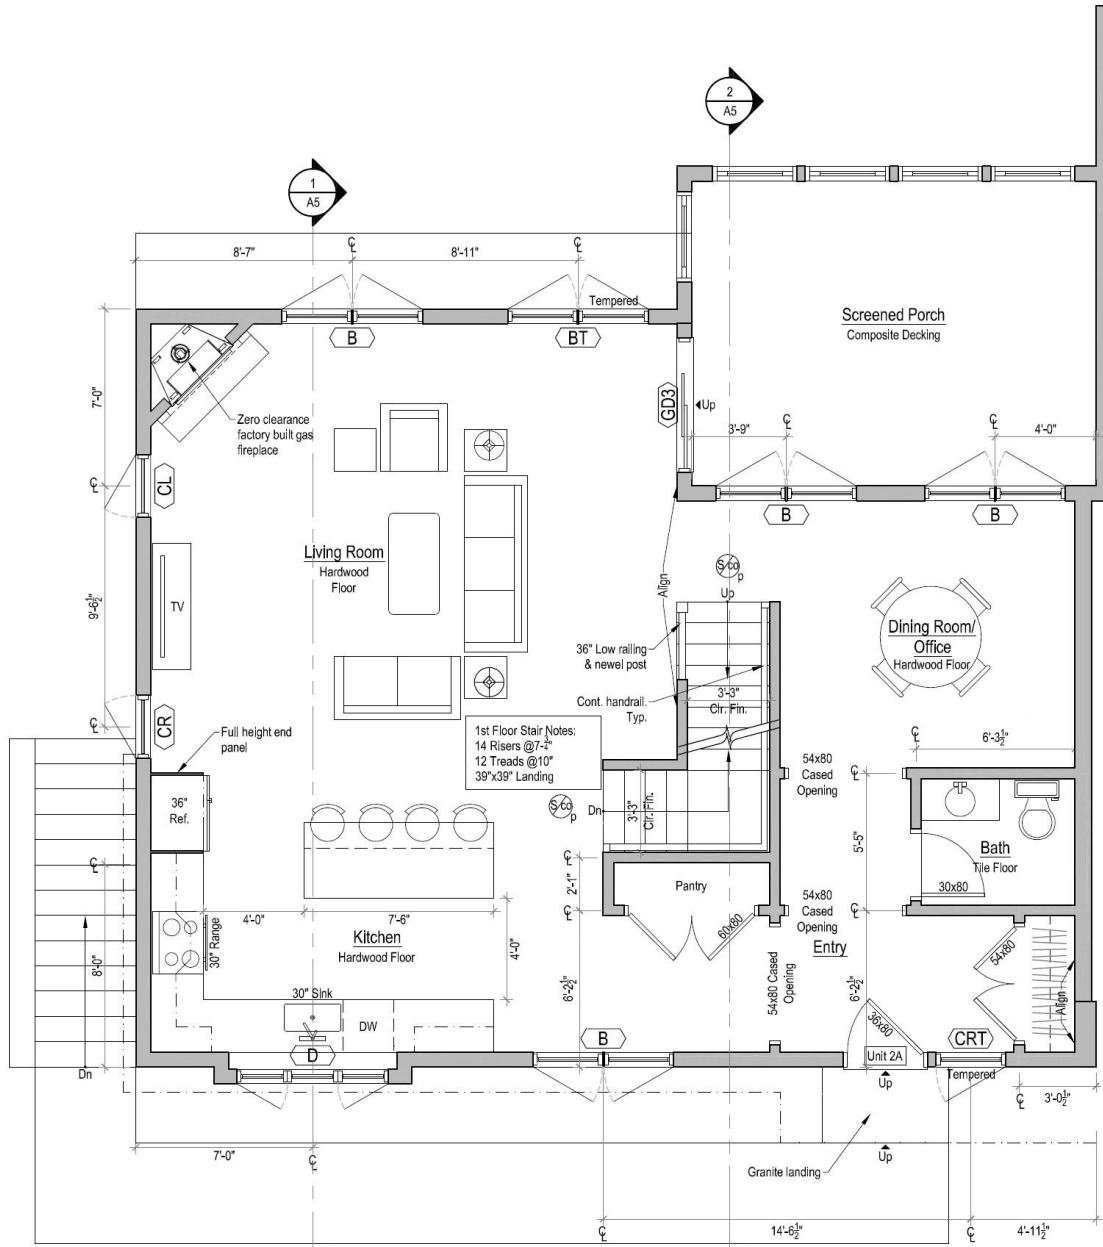 2
A5
1
A5
℄
℄
8'-7"
8'-11"
Tempered
B
BT
Screened Porch
Composite Decking
7'-0"
Zero clearance
factory built gas
fireplace
GD3
Up
℄
℄
3'-9"
4'-0"
℄
CL
B
B
Living Room
Hardwood
Floor
Align
S/co
p
Up
9'-6½"
TV
Dining Room/
Office
Hardwood Floor
36" Low railing
& newel post
3'-3"
Clr. Fin.
Cont. handrail.
Typ.
℄
CR
Full height end
panel
1st Floor Stair Notes:
14 Risers @7-½"
12 Treads @10"
39"x39" Landing
℄
6'-3½"
54x80
Cased
Opening
℄
36"
Ref.
S/co
p
Dn
3'-3"
Clr. Fin.
5'-5"
Bath
Tile Floor
30x80
℄
℄
2'-1"
Pantry
54x80
Cased
Opening
℄
℄
4'-0"
7'-6"
60x80
30" Range
Kitchen
Hardwood Floor
4'-0"
Entry
54x80
8'-0"
6'-2½"
54x80 Cased
Opening
6'-2½"
Align
30" Sink
DW
36x80
D
B
Unit 2A
CRT
Dn
Up
Tempered
℄
3'-0½"
7'-0"
℄
Up
Granite landing
14'-6½"
4'-11½"
℄
℄